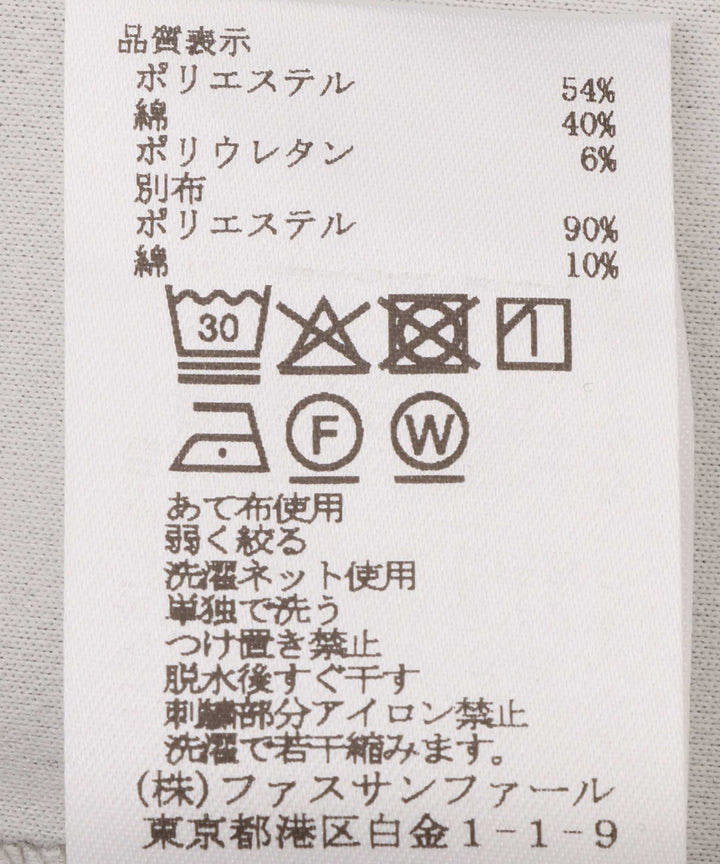 品質表示
ポリエステル 54%
綿 40%
ポリウレタン 6%
別布
ポリエステル 90%
綿 10%
30
F W
あて布使用
弱く絞る
洗濯ネット使用
単独で洗う
つけ置き禁止
脱水後すぐ干す
刺繍部分アイロン禁止
洗濯で若干縮みます。
(株)ファスサンファール
東京都港区白金1-1-9